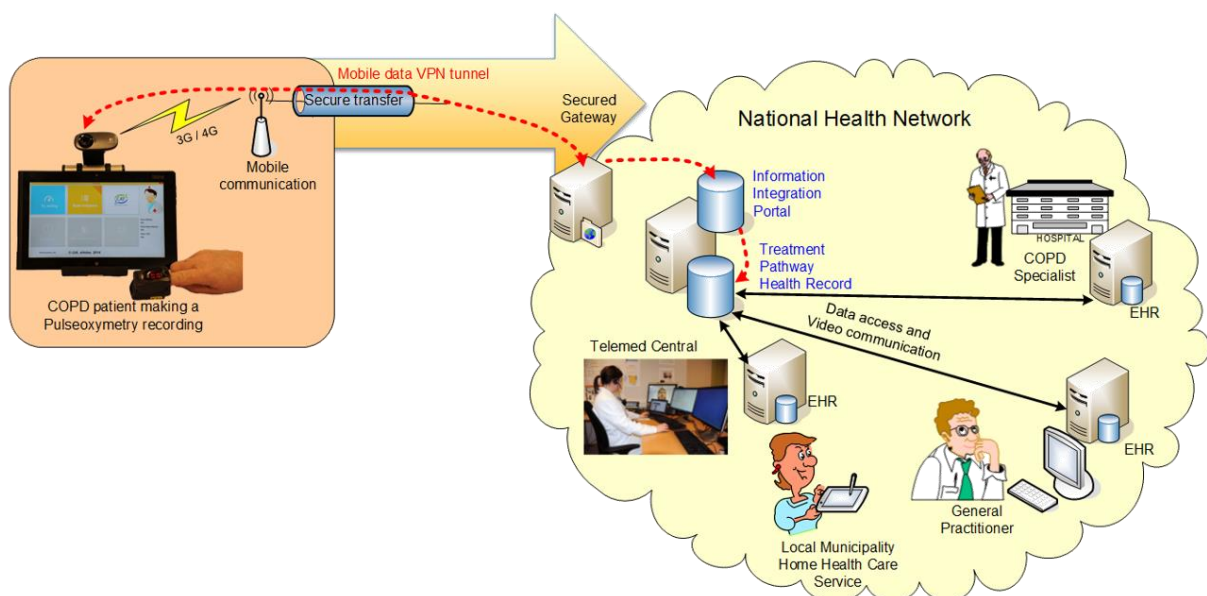 Mobile data VPN tunnel
Secure transfer
3G / 4G
Mobile
communication
COPD patient making a
Pulseoxymetry recording
Secured
Gateway
National Health Network
Information
Integration
Portal
Treatment
Pathway
Health Record
HOSPITAL
COPD
Specialist
EHR
Data access and
Video communication
Telemed Central
EHR
EHR
General
Practitioner
Local Municipality
Home Health Care
Service